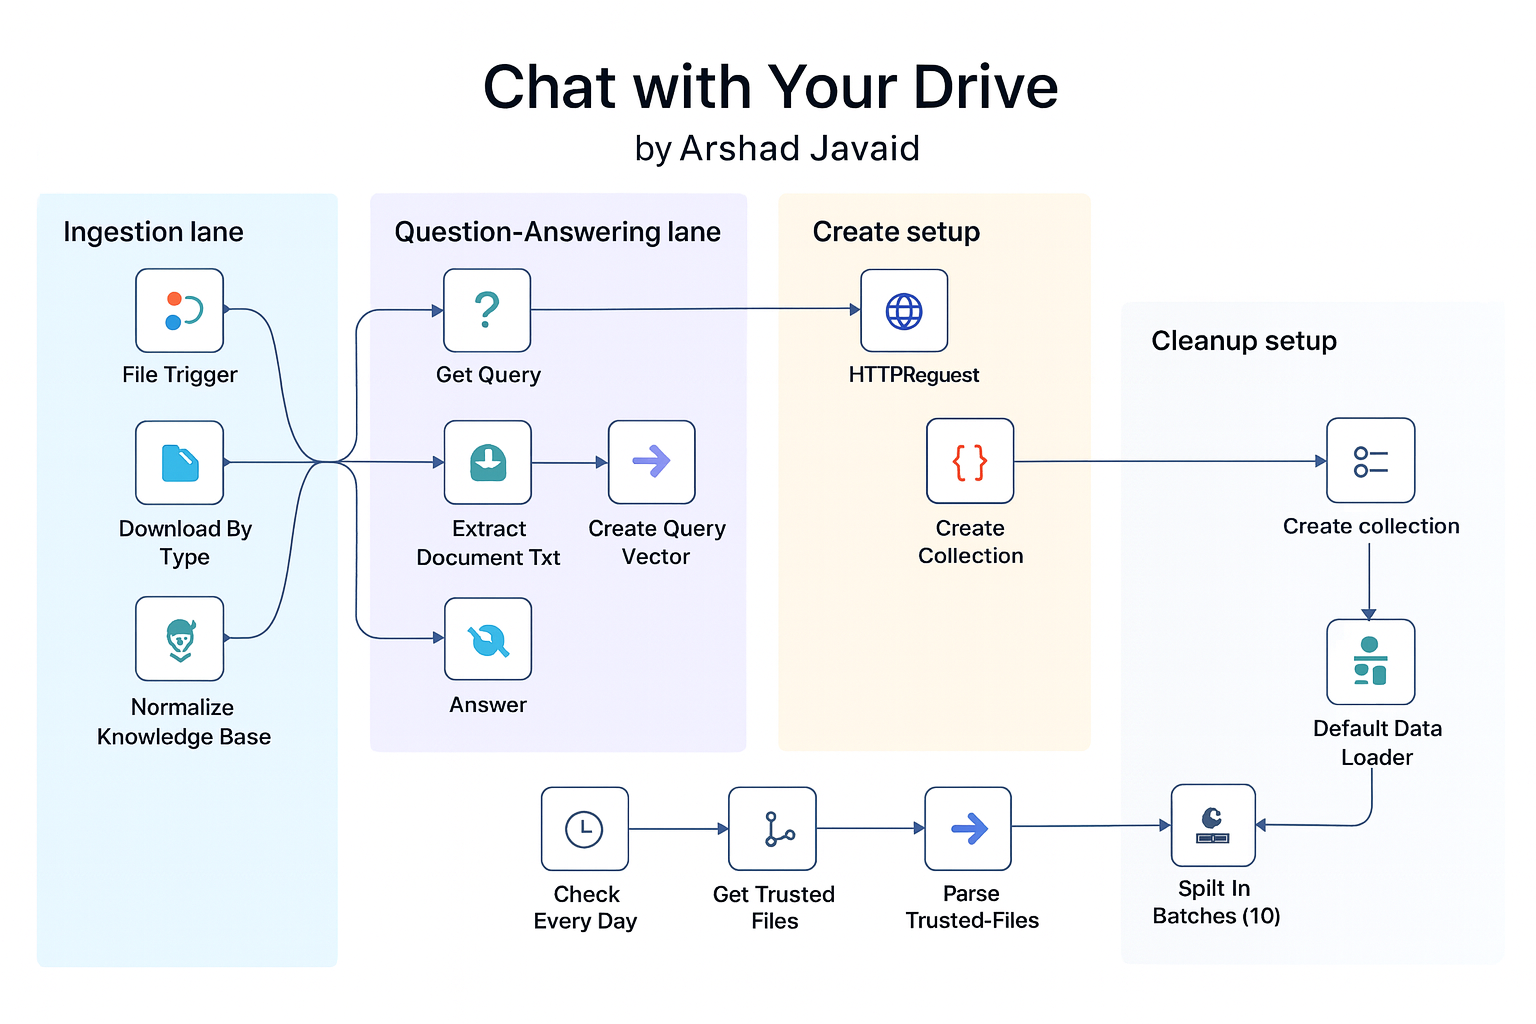 Chat with Your Drive
by Arshad Javaid
Ingestion lane
File Trigger
Download By
Type
Normalize
Knowledge Base
Question-Answering lane
Get Query
Extract
Document Txt
Create Query
Vector
Answer
Create setup
HTTPReguest
Create
Collection
Cleanup setup
Create collection
Default Data
Loader
Check
Every Day
Get Trusted
Files
Parse
Trusted-Files
Spilt In
Batches (10)